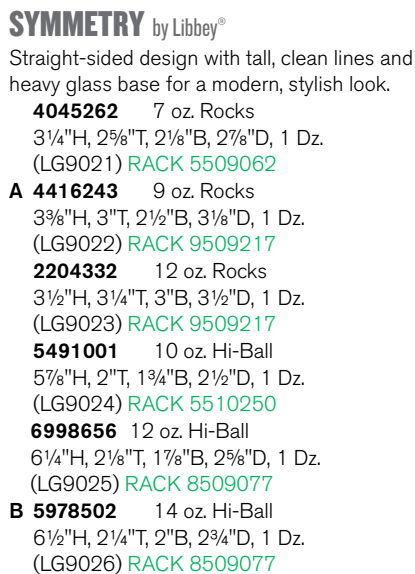 SYMMETRY by Libbey®
Straight-sided design with tall, clean lines and
heavy glass base for a modern, stylish look.
4045262 7 oz. Rocks
3¼"H, 2⅝"T, 2⅛"B, 2⅞"D, 1 Dz.
(LG9021) RACK 5509062
A 4416243 9 oz. Rocks
3⅜"H, 3"T, 2½"B, 3⅛"D, 1 Dz.
(LG9022) RACK 9509217
2204332 12 oz. Rocks
3½"H, 3¼"T, 3"B, 3½"D, 1 Dz.
(LG9023) RACK 9509217
5491001 10 oz. Hi-Ball
5⅞"H, 2"T, 1¾"B, 2½"D, 1 Dz.
(LG9024) RACK 5510250
6998656 12 oz. Hi-Ball
6¼"H, 2⅛"T, 1⅞"B, 2⅝"D, 1 Dz.
(LG9025) RACK 8509077
B 5978502 14 oz. Hi-Ball
6½"H, 2¼"T, 2"B, 2¾"D, 1 Dz.
(LG9026) RACK 8509077